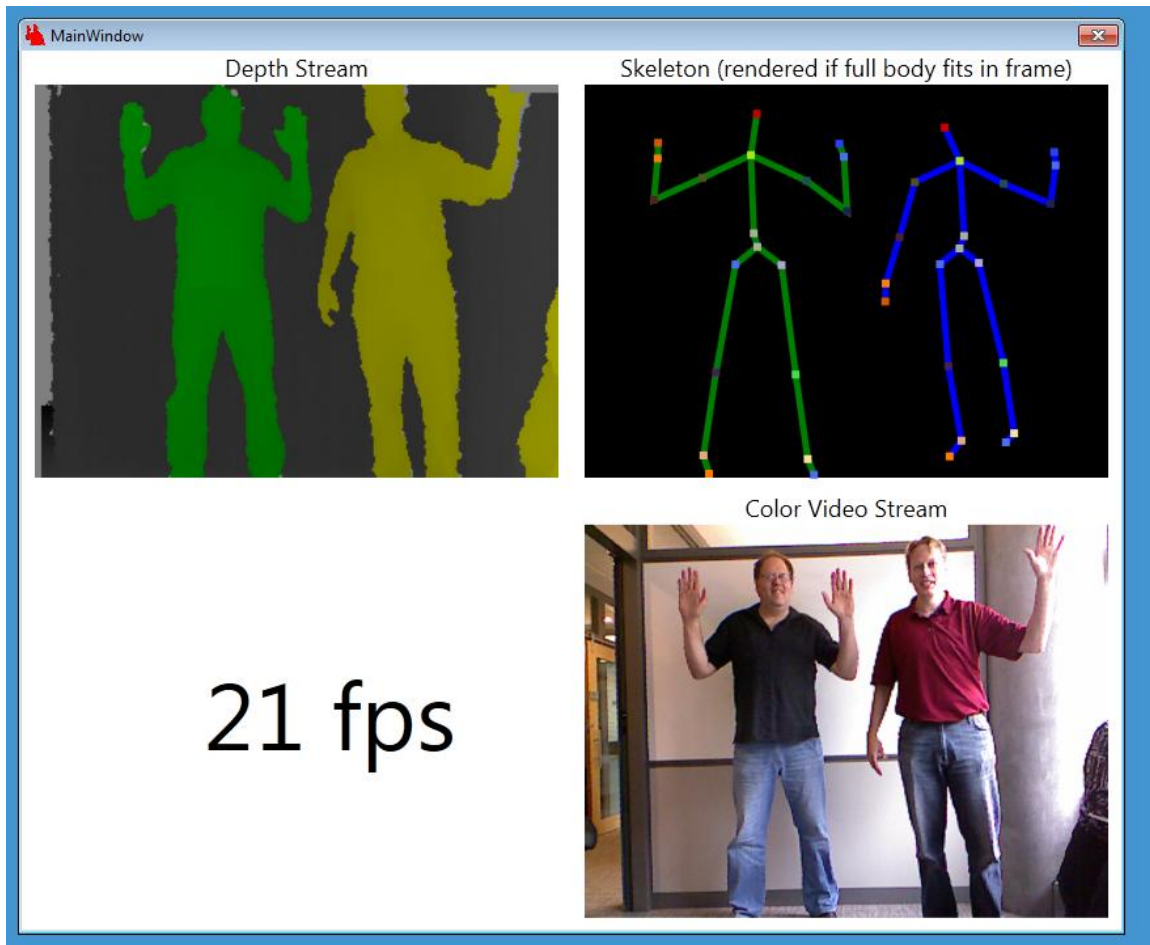 MainWindow
Depth Stream
Skeleton (rendered if full body fits in frame)
21 fps
Color Video Stream